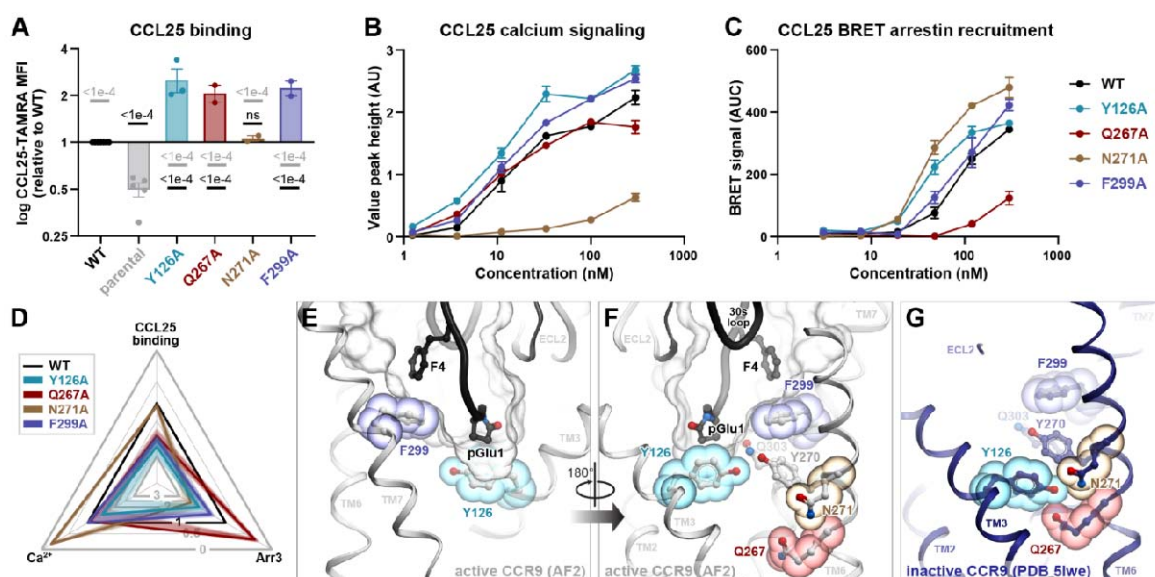 A
CCL25 binding
log CCL25-TAMRA MFI
(relative to WT)
4
2
1
0.5
0.25
<1e-4
<1e-4
<1e-4
ns
<1e-4
<1e-4
<1e-4
<1e-4
<1e-4
<1e-4
WT
parental
Y126A
Q267A
N271A
F299A
B
CCL25 calcium signaling
Value peak height (AU)
3
2
1
0
10
100
1000
Concentration (nM)
C
CCL25 BRET arrestin recruitment
BRET signal (AUC)
600
400
200
0
10
100
1000
Concentration (nM)
WT
Y126A
Q267A
N271A
F299A
D
CCL25
binding
WT
Y126A
Q267A
N271A
F299A
3
2
1
0
Ca²⁺
Arr3
E
ECL2
F4
F299
pGlu1
TM3
TM7
TM6
Y126
active CCR9 (AF2)
180°
F
30s
loop
TM7
ECL2
F4
F299
pGlu1
Y126
Q303
Y270
N271
TM3
TM2
Q267
TM6
active CCR9 (AF2)
G
ECL2
F299
Q303
Y270
Y126
N271
TM3
TM2
Q267
TM6
inactive CCR9 (PDB 5lwe)